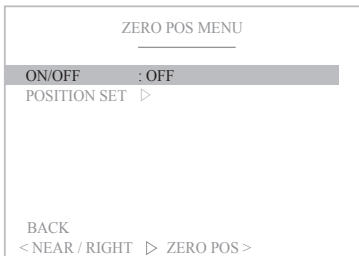 ZERO POS MENU
ON/OFF : OFF
POSITION SET ▷
BACK
< NEAR / RIGHT ▷ ZERO POS >